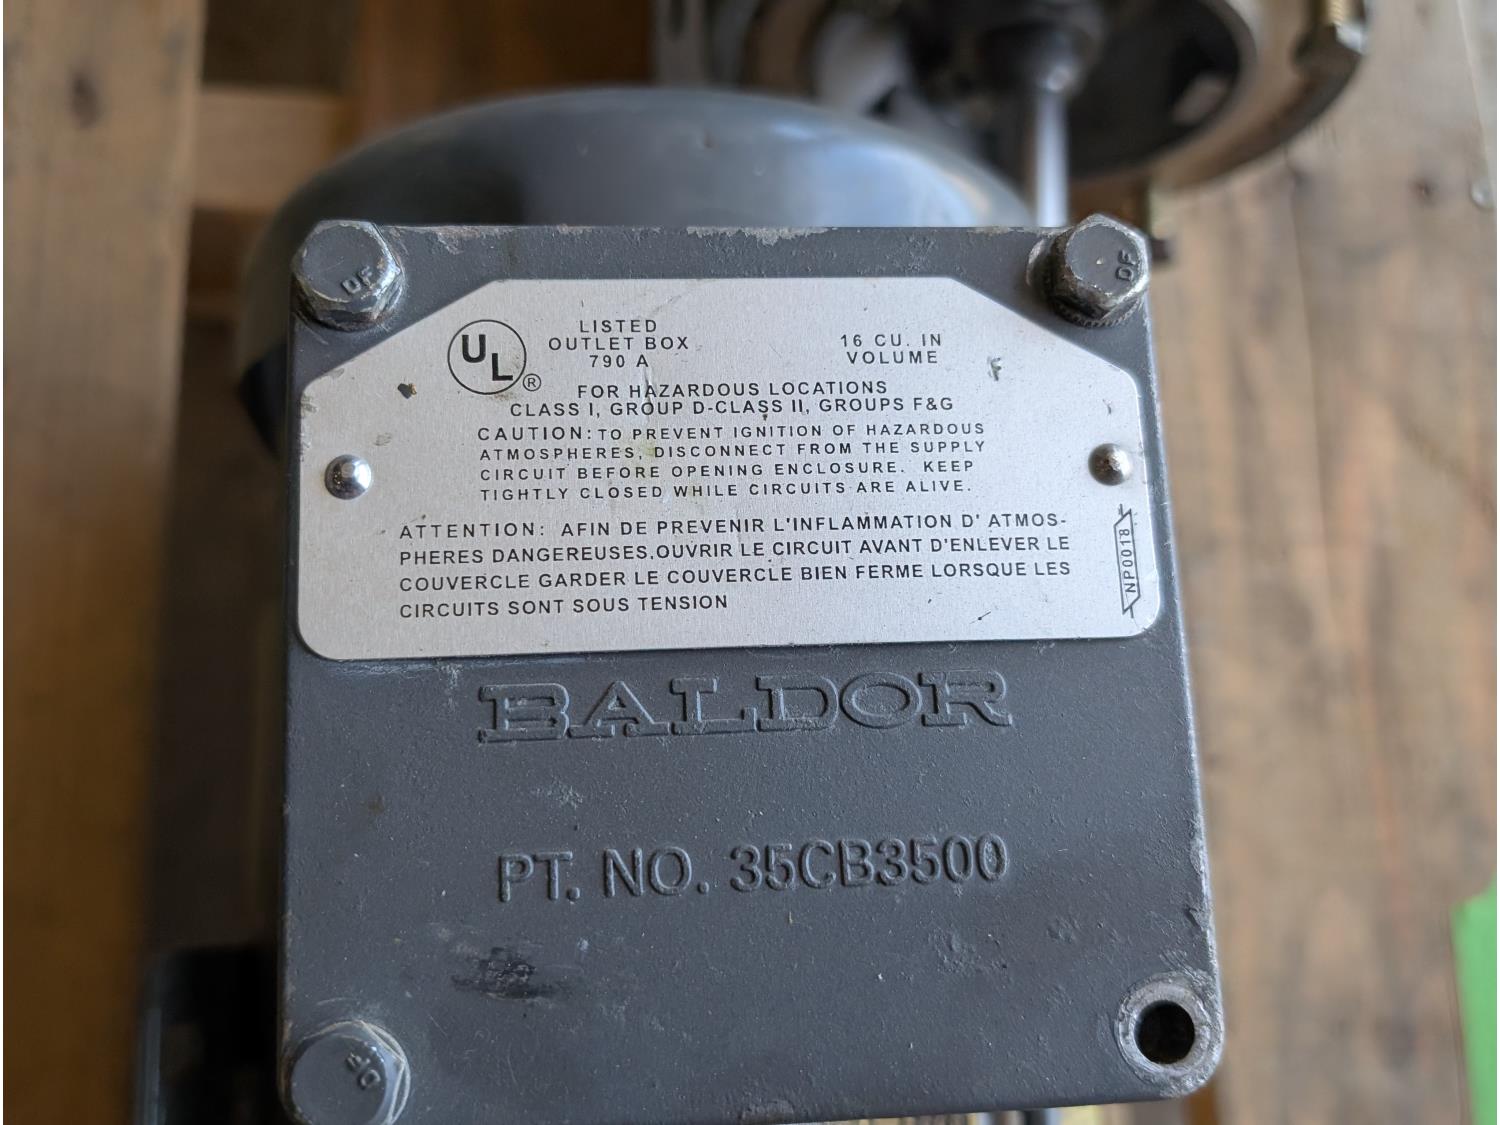 DF
DF
UL
®
LISTED
OUTLET BOX
790 A
16 CU. IN
VOLUME
F
FOR HAZARDOUS LOCATIONS
CLASS I, GROUP D-CLASS II, GROUPS F&G
CAUTION: TO PREVENT IGNITION OF HAZARDOUS
ATMOSPHERES, DISCONNECT FROM THE SUPPLY
CIRCUIT BEFORE OPENING ENCLOSURE. KEEP
TIGHTLY CLOSED WHILE CIRCUITS ARE ALIVE.
ATTENTION: AFIN DE PREVENIR L'INFLAMMATION D' ATMOS-
PHERES DANGEREUSES,OUVRIR LE CIRCUIT AVANT D'ENLEVER LE
COUVERCLE GARDER LE COUVERCLE BIEN FERME LORSQUE LES
CIRCUITS SONT SOUS TENSION
NP0018
BALDOR
PT. NO. 35CB3500
DF